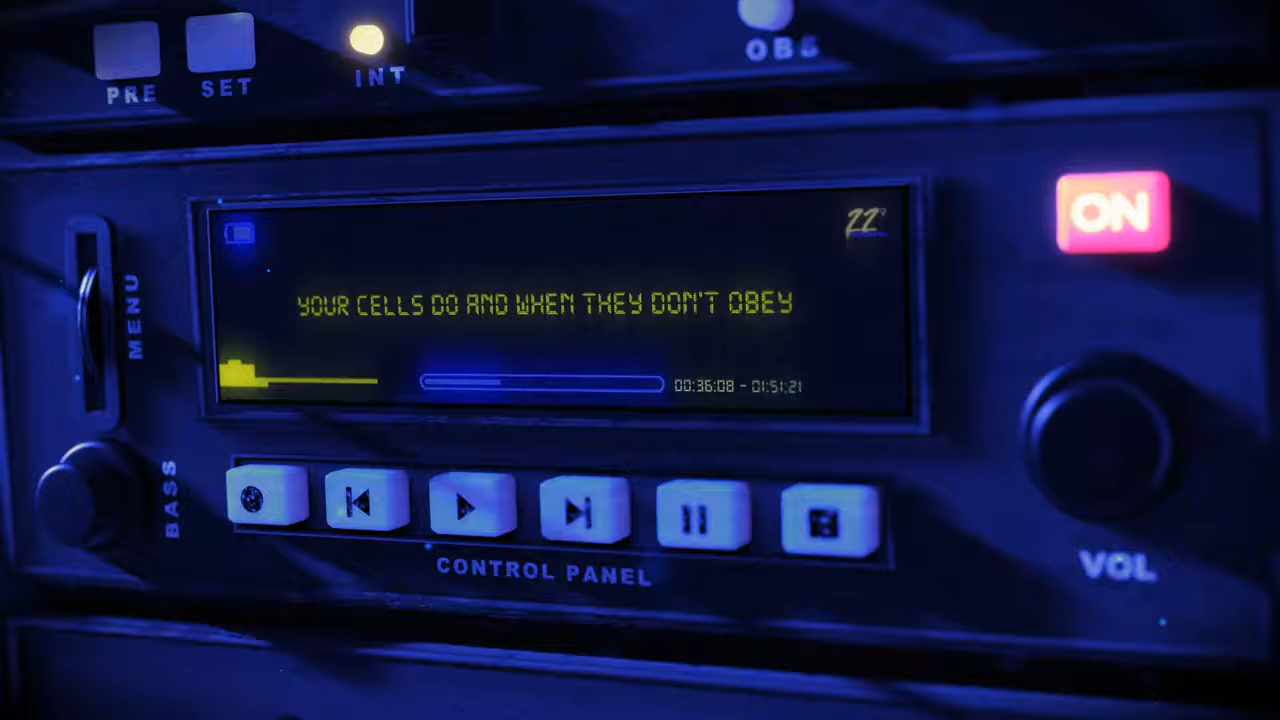 PRE
SET
INT
OBS
ON
22°
YOUR CELLS DO AND WHEN THEY DON'T OBEY
00:36:08 - 01:51:21
MENU
BASS
CONTROL PANEL
VOL